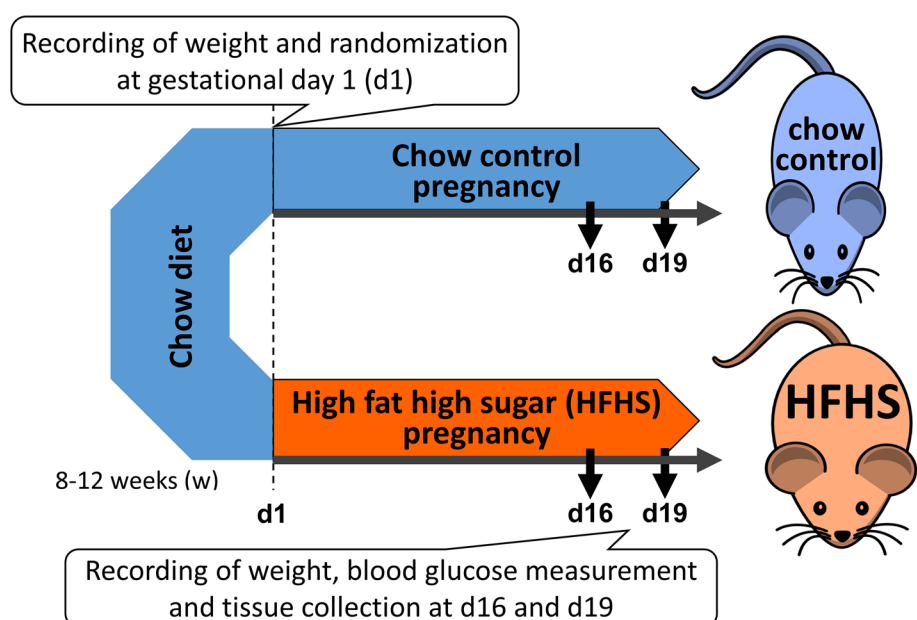 Recording of weight and randomization
at gestational day 1 (d1)
chow
control
Chow control
pregnancy
d16
d19
Chow diet
High fat high sugar (HFHS)
pregnancy
HFHS
8-12 weeks (w)
d1
d16
d19
Recording of weight, blood glucose measurement
and tissue collection at d16 and d19